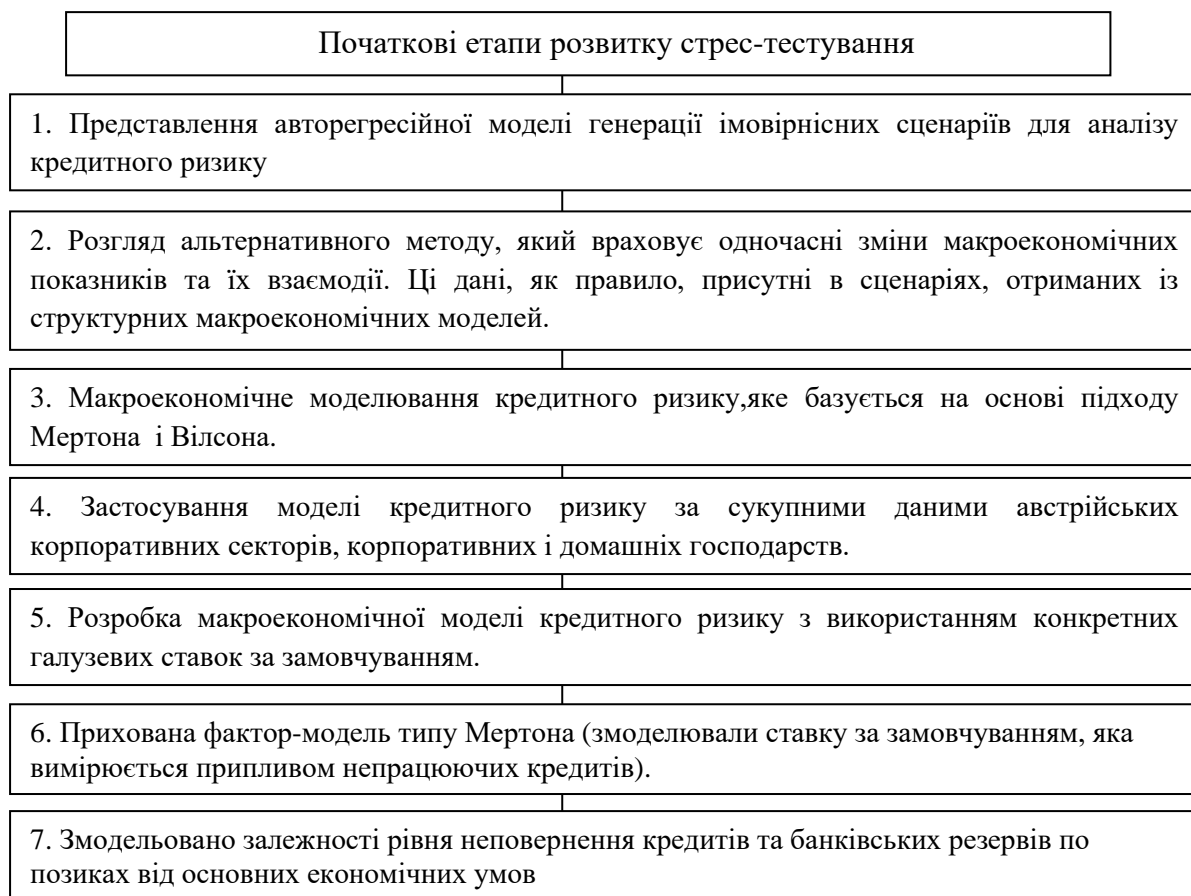 Початкові етапи розвитку стрес-тестування
1. Представлення авторегресійної моделі генерації імовірнісних сценаріїв для аналізу
кредитного ризику
2. Розгляд альтернативного методу, який враховує одночасні зміни макроекономічних
показників та їх взаємодії. Ці дані, як правило, присутні в сценаріях, отриманих із
структурних макроекономічних моделей.
3. Макроекономічне моделювання кредитного ризику,яке базується на основі підходу
Мертона і Вілсона.
4. Застосування моделі кредитного ризику за сукупними даними австрійських
корпоративних секторів, корпоративних і домашніх господарств.
5. Розробка макроекономічної моделі кредитного ризику з використанням конкретних
галузевих ставок за замовчуванням.
6. Прихована фактор-модель типу Мертона (змоделювали ставку за замовчуванням, яка
вимірюється припливом непрацюючих кредитів).
7. Змодельовано залежності рівня неповернення кредитів та банківських резервів по
позиках від основних економічних умов